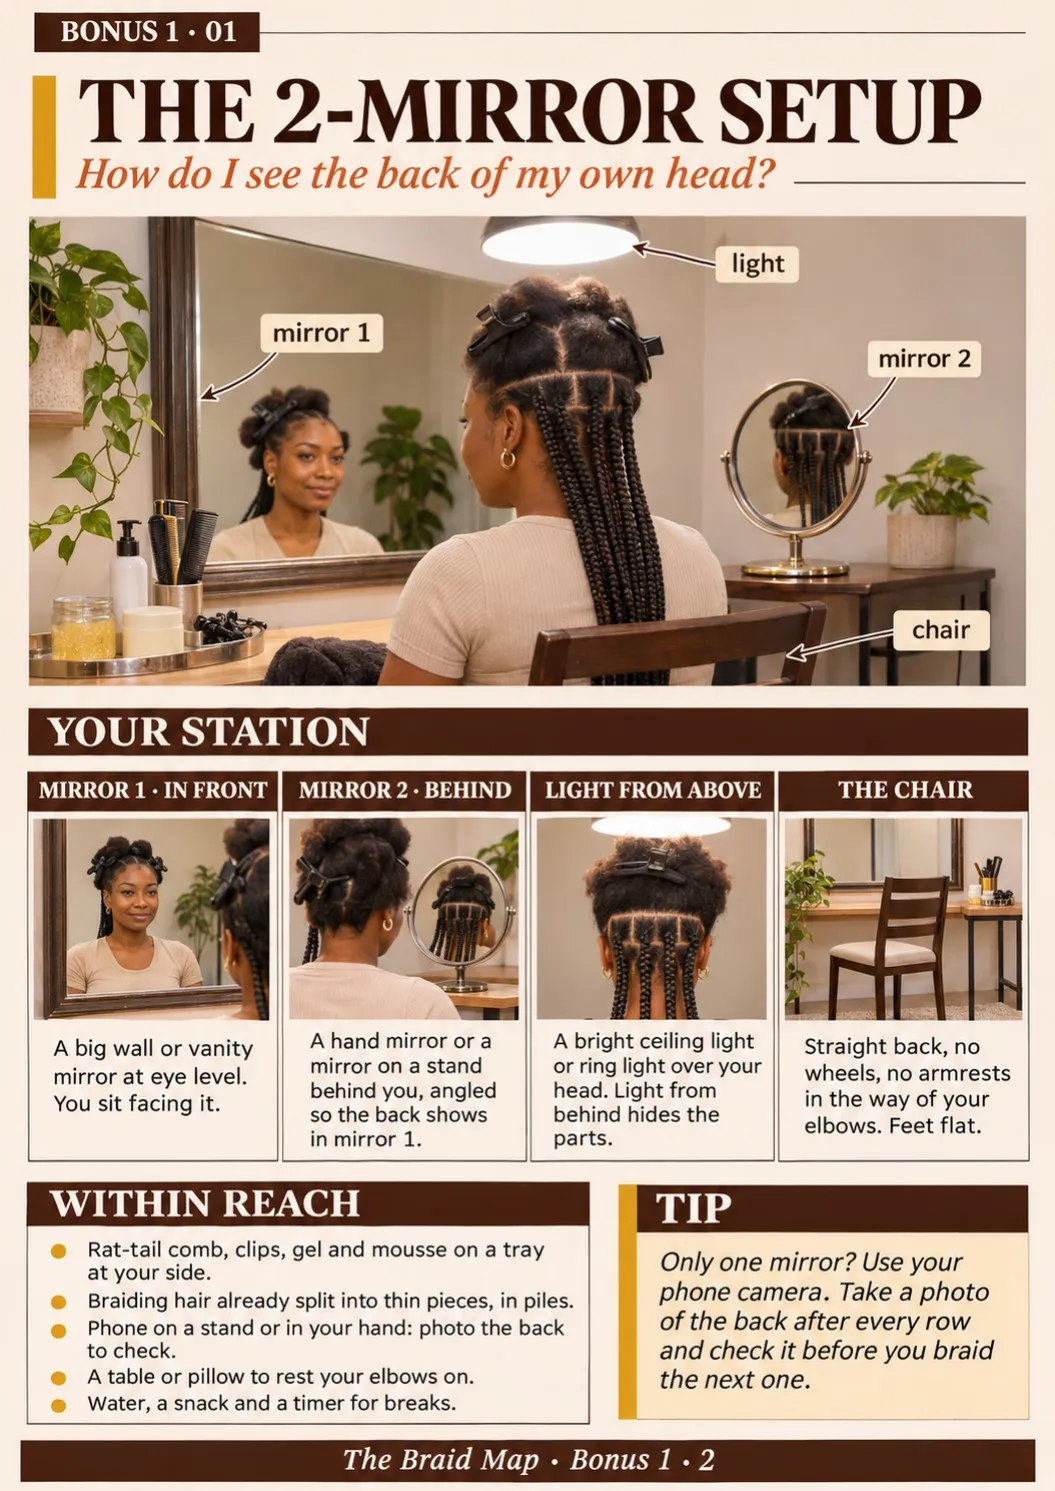 BONUS 1 · 01
THE 2-MIRROR SETUP
How do I see the back of my own head?
light
mirror 1
mirror 2
chair
YOUR STATION
MIRROR 1 · IN FRONT
A big wall or vanity
mirror at eye level.
You sit facing it.
MIRROR 2 · BEHIND
A hand mirror or a
mirror on a stand
behind you, angled
so the back shows
in mirror 1.
LIGHT FROM ABOVE
A bright ceiling light
or ring light over your
head. Light from
behind hides the
parts.
THE CHAIR
Straight back, no
wheels, no armrests
in the way of your
elbows. Feet flat.
WITHIN REACH
Rat-tail comb, clips, gel and mousse on a tray
at your side.
Braiding hair already split into thin pieces, in piles.
Phone on a stand or in your hand: photo the back
to check.
A table or pillow to rest your elbows on.
Water, a snack and a timer for breaks.
TIP
Only one mirror? Use your
phone camera. Take a photo
of the back after every row
and check it before you braid
the next one.
The Braid Map · Bonus 1 · 2